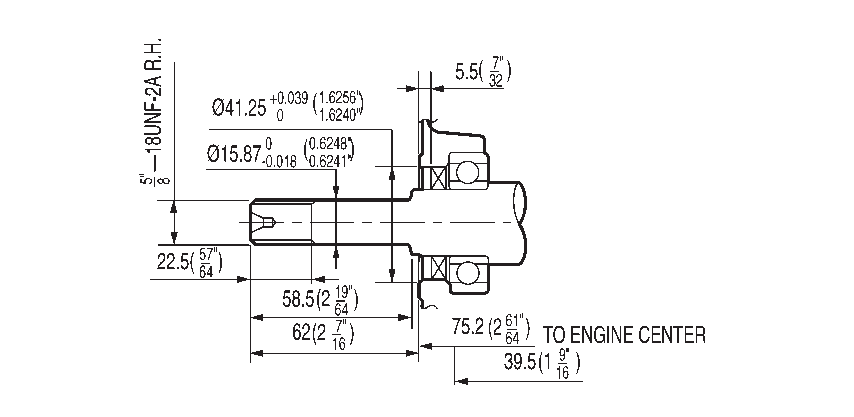 5.5( 7/32")
5/8"—18UNF-2A R.H.
Ø41.25 +0.039 0 (1.6256" 1.6240")
Ø15.87 0 -0.018 (0.6248" 0.6241")
22.5( 57/64")
58.5(2 19/64")
62(2 7/16")
75.2(2 61/64") TO ENGINE CENTER
39.5(1 9/16")